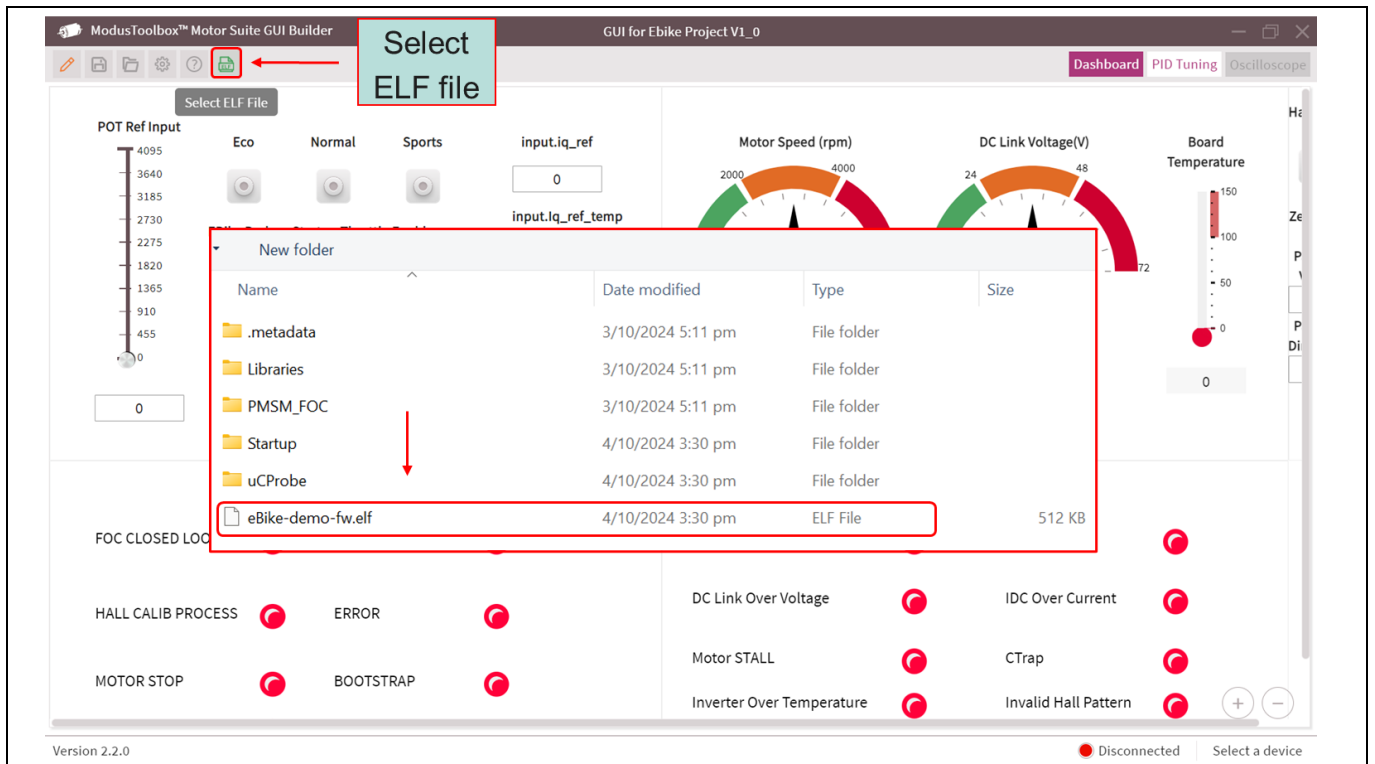 ModusToolbox™ Motor Suite GUI Builder
GUI for Ebike Project V1_0
Select
ELF file
Dashboard
PID Tuning
Oscilloscope
Select ELF File
POT Ref Input
4095
3640
3185
2730
2275
1820
1365
910
455
0
0
Eco
Normal
Sports
input.iq_ref
0
input.Iq_ref_temp
Motor Speed (rpm)
2000
4000
DC Link Voltage(V)
24
48
72
Board
Temperature
150
100
50
0
0
New folder
Name
Date modified
Type
Size
.metadata 3/10/2024 5:11 pm File folder
Libraries 3/10/2024 5:11 pm File folder
PMSM_FOC 3/10/2024 5:11 pm File folder
Startup 4/10/2024 3:30 pm File folder
uCProbe 4/10/2024 3:30 pm File folder
eBike-demo-fw.elf 4/10/2024 3:30 pm ELF File 512 KB
FOC CLOSED LOO
HALL CALIB PROCESS
ERROR
MOTOR STOP
BOOTSTRAP
DC Link Over Voltage
IDC Over Current
Motor STALL
CTrap
Inverter Over Temperature
Invalid Hall Pattern
Version 2.2.0
Disconnected
Select a device